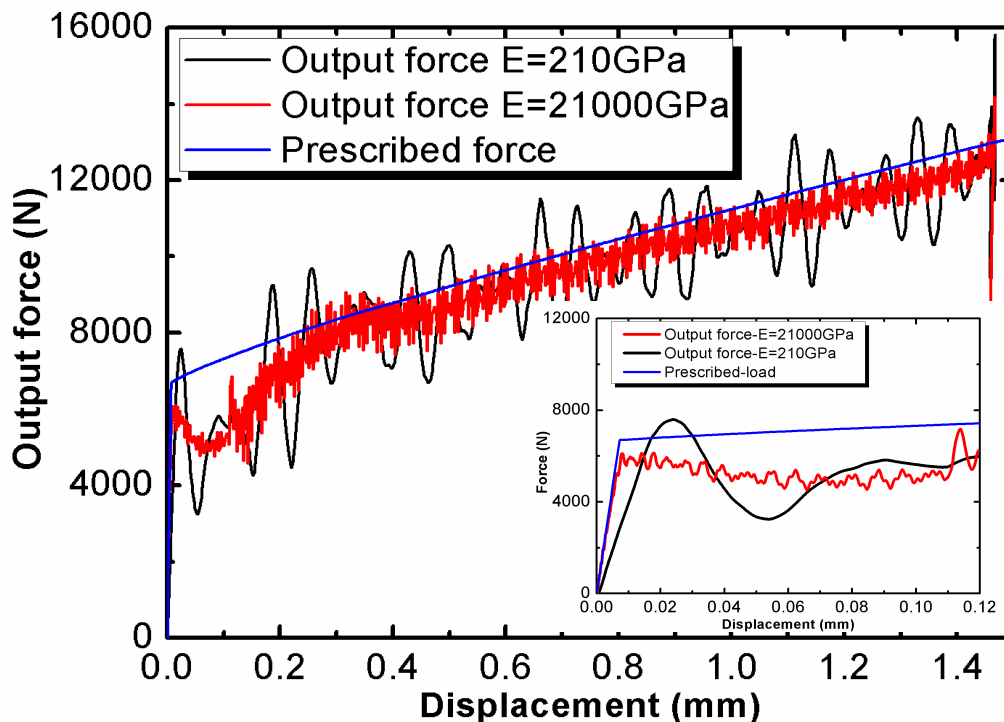 16000
12000
8000
4000
0
Output force (N)
Output force E=210GPa
Output force E=21000GPa
Prescribed force
0.0 0.2 0.4 0.6 0.8 1.0 1.2 1.4
Displacement (mm)
12000
8000
4000
0
Force (N)
Output force-E=21000GPa
Output force-E=210GPa
Prescribed-load
0.00 0.02 0.04 0.06 0.08 0.10 0.12
Displacement (mm)